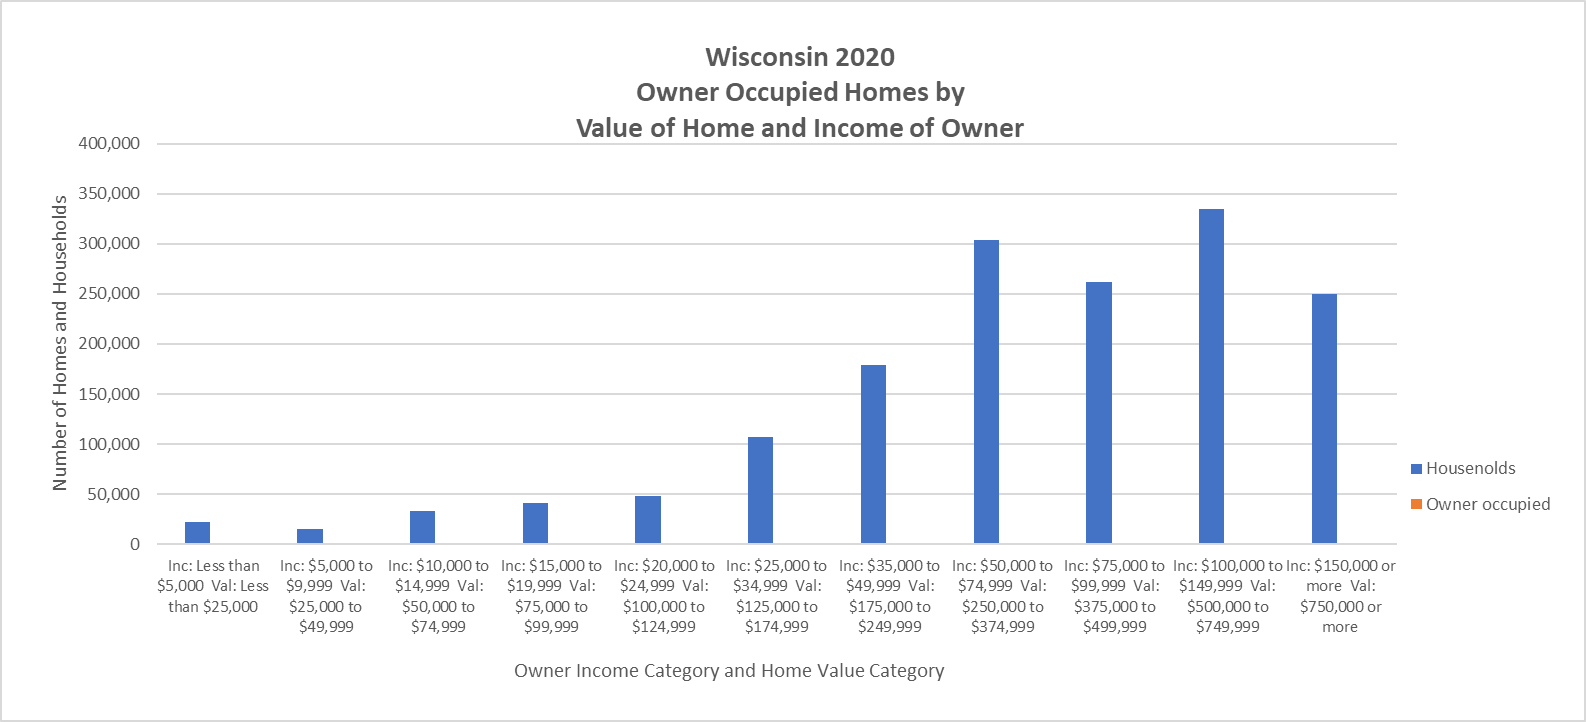 Wisconsin 2020
Owner Occupied Homes by
Value of Home and Income of Owner
400,000
350,000
300,000
250,000
200,000
150,000
100,000
50,000
0
Number of Homes and Households
Inc: Less than
$5,000 Val: Less
than $25,000
Inc: $5,000 to
$9,999 Val:
$25,000 to
$49,999
Inc: $10,000 to
$14,999 Val:
$50,000 to
$74,999
Inc: $15,000 to
$19,999 Val:
$75,000 to
$99,999
Inc: $20,000 to
$24,999 Val:
$100,000 to
$124,999
Inc: $25,000 to
$34,999 Val:
$125,000 to
$174,999
Inc: $35,000 to
$49,999 Val:
$175,000 to
$249,999
Inc: $50,000 to
$74,999 Val:
$250,000 to
$374,999
Inc: $75,000 to
$99,999 Val:
$375,000 to
$499,999
Inc: $100,000 to
$149,999 Val:
$500,000 to
$749,999
Inc: $150,000 or
more Val:
$750,000 or
more
Owner Income Category and Home Value Category
Housenolds
Owner occupied